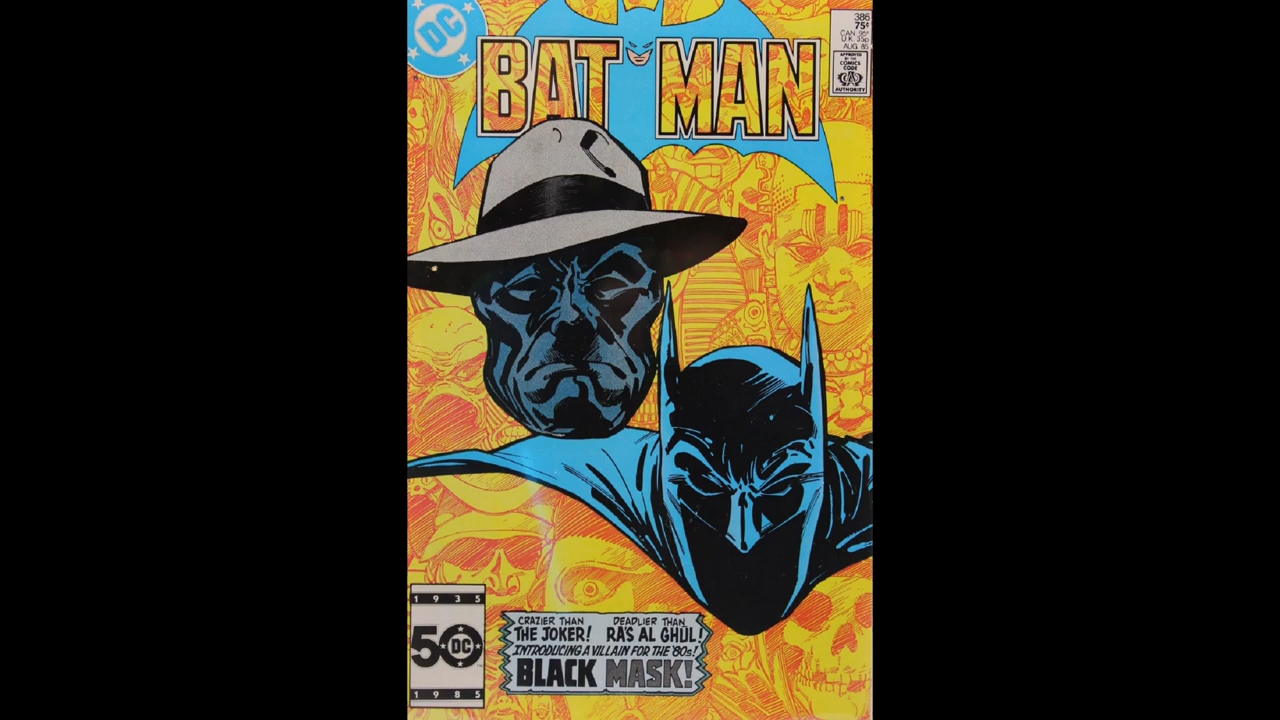 DC
386
75¢
CAN. 95¢
U.K. 35p
AUG. 85
APPROVED
BY THE
COMICS
CODE
CA
AUTHORITY
BATMAN
1935
50 DC
1985
CRAZIER THAN DEADLIER THAN
THE JOKER! RA'S AL GHŪL!
INTRODUCING A VILLAIN FOR THE '80s!
BLACK MASK!